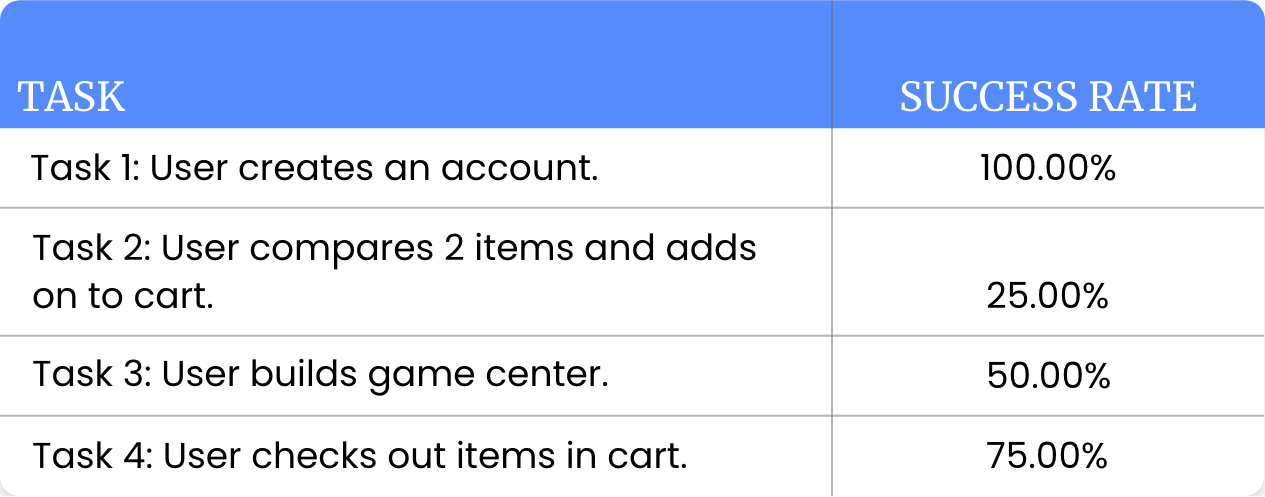 TASK SUCCESS RATE
Task 1: User creates an account. 100.00%
Task 2: User compares 2 items and adds
on to cart. 25.00%
Task 3: User builds game center. 50.00%
Task 4: User checks out items in cart. 75.00%